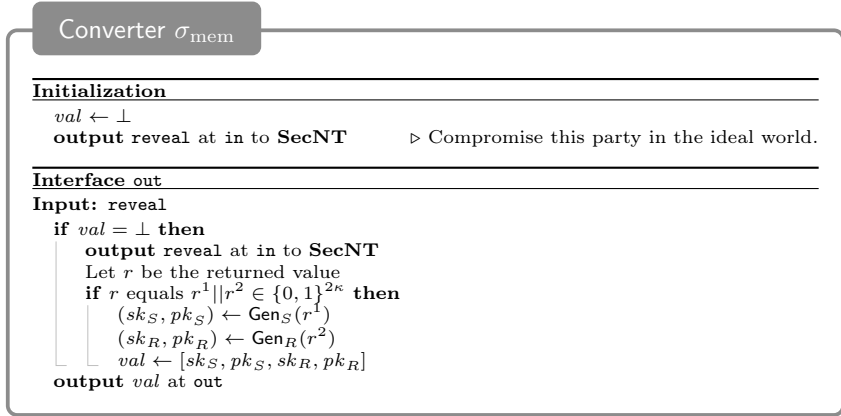 Converter σ_mem
Initialization
val ← ⊥
output reveal at in to SecNT ▷ Compromise this party in the ideal world.
Interface out
Input: reveal
if val = ⊥ then
output reveal at in to SecNT
Let r be the returned value
if r equals r^1||r^2 ∈ {0, 1}^{2κ} then
(sk_S, pk_S) ← Gen_S(r^1)
(sk_R, pk_R) ← Gen_R(r^2)
val ← [sk_S, pk_S, sk_R, pk_R]
output val at out